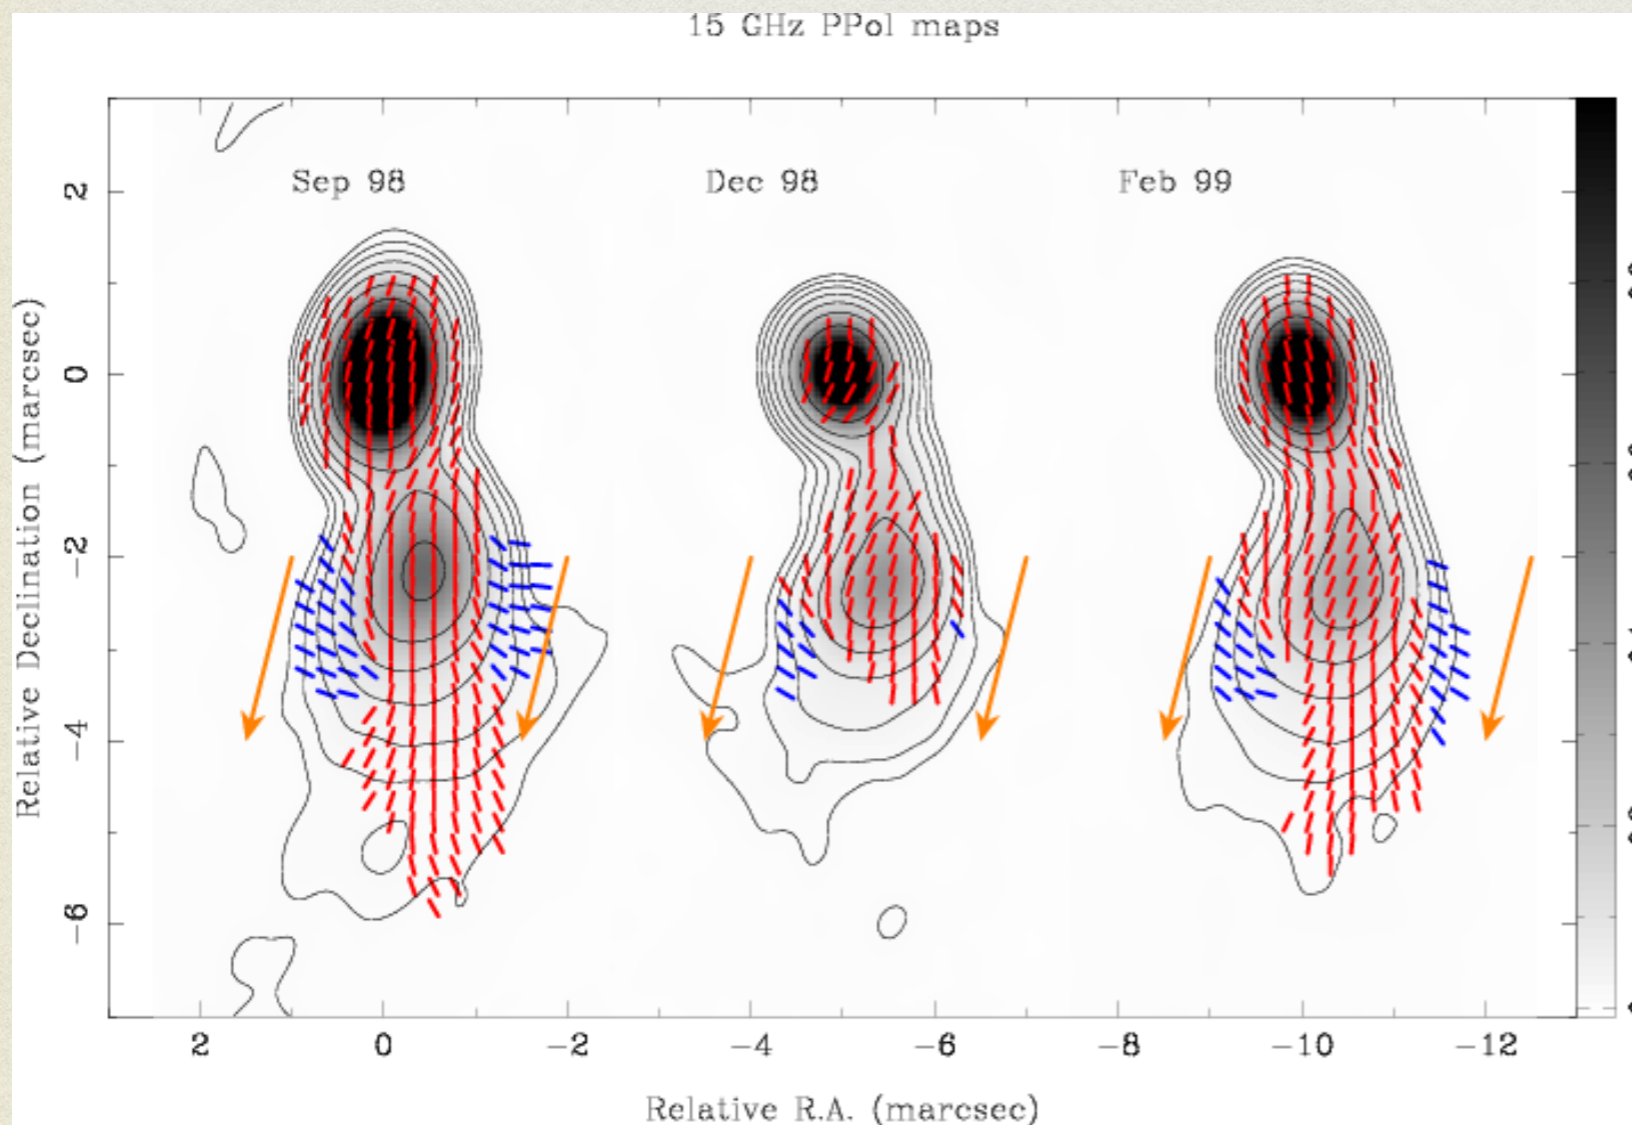 15 GHz PPol maps
Sep 98
Dec 98
Feb 99
2
0
−2
−4
−6
Relative Declination (marcsec)
2 0 −2 −4 −6 −8 −10 −12
Relative R.A. (marcsec)